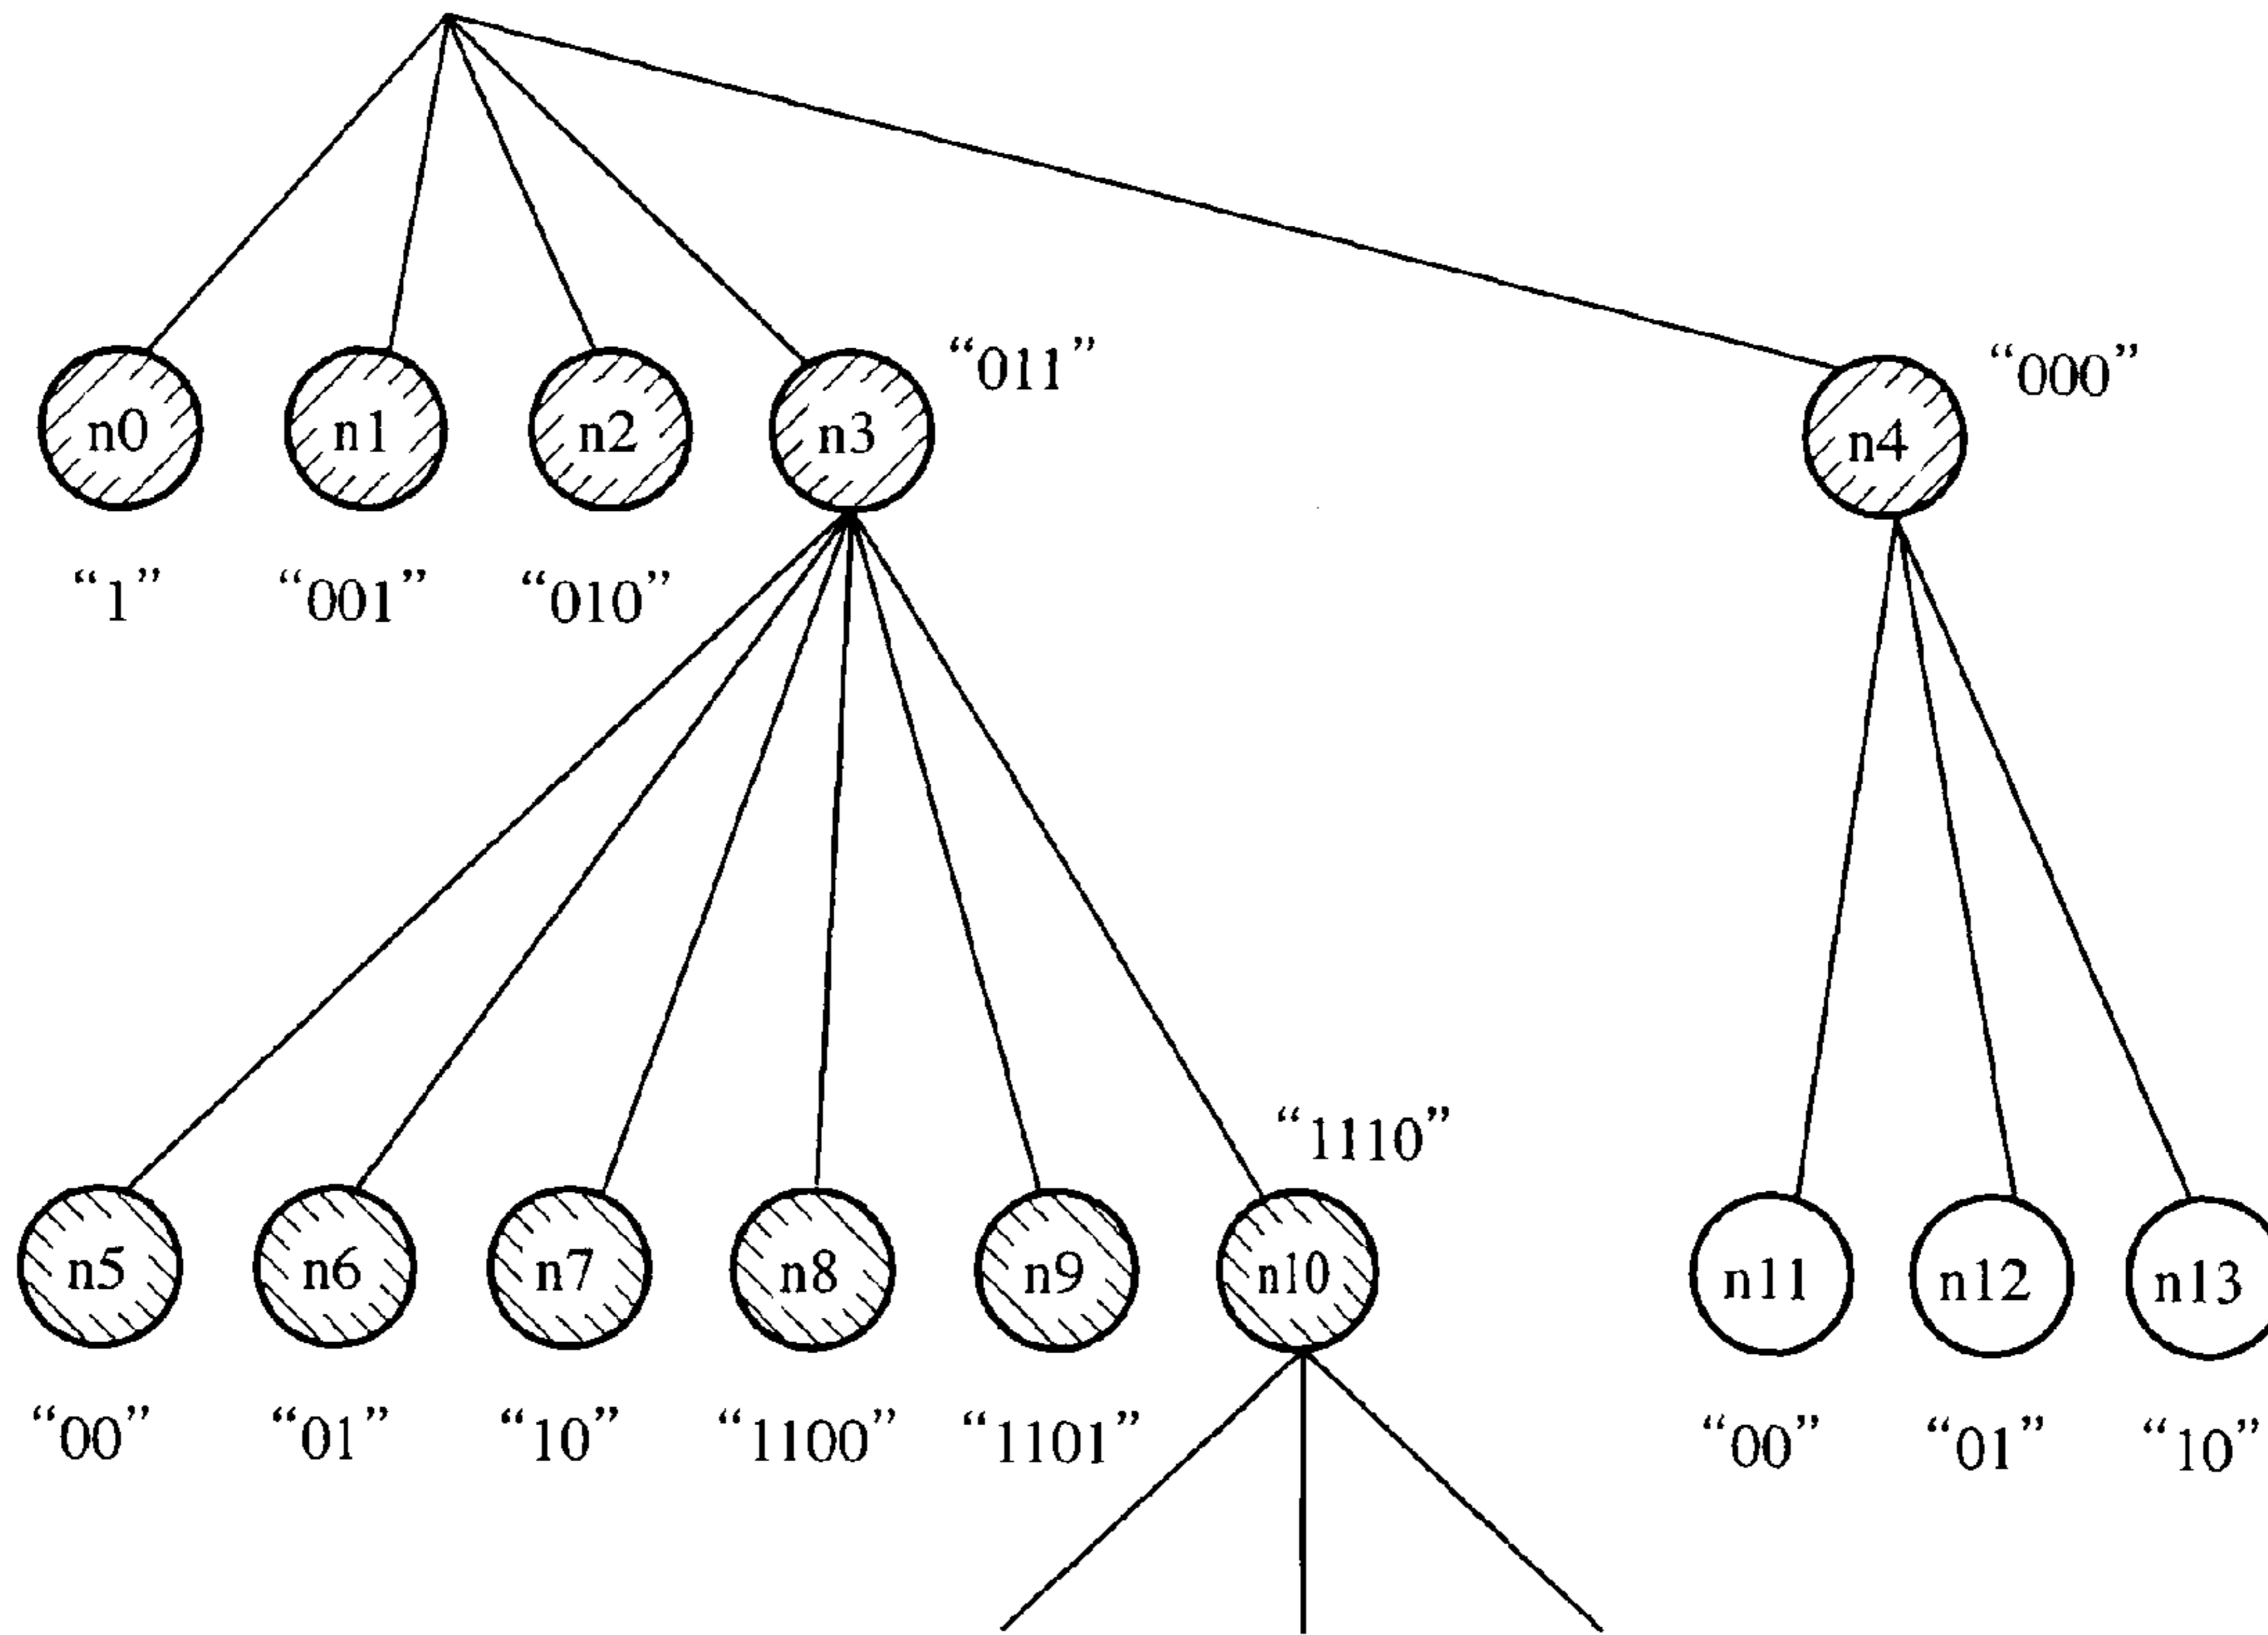 “011” “000”
n0 n1 n2 n3 n4
“1” “001” “010”
“1110”
n5 n6 n7 n8 n9 n10 n11 n12 n13
“00” “01” “10” “1100” “1101” “00” “01” “10”